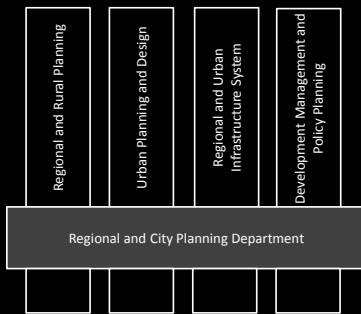 Regional and Rural Planning
Urban Planning and Design
Regional and Urban
Infrastructure System
Development Management and
Policy Planning
Regional and City Planning Department